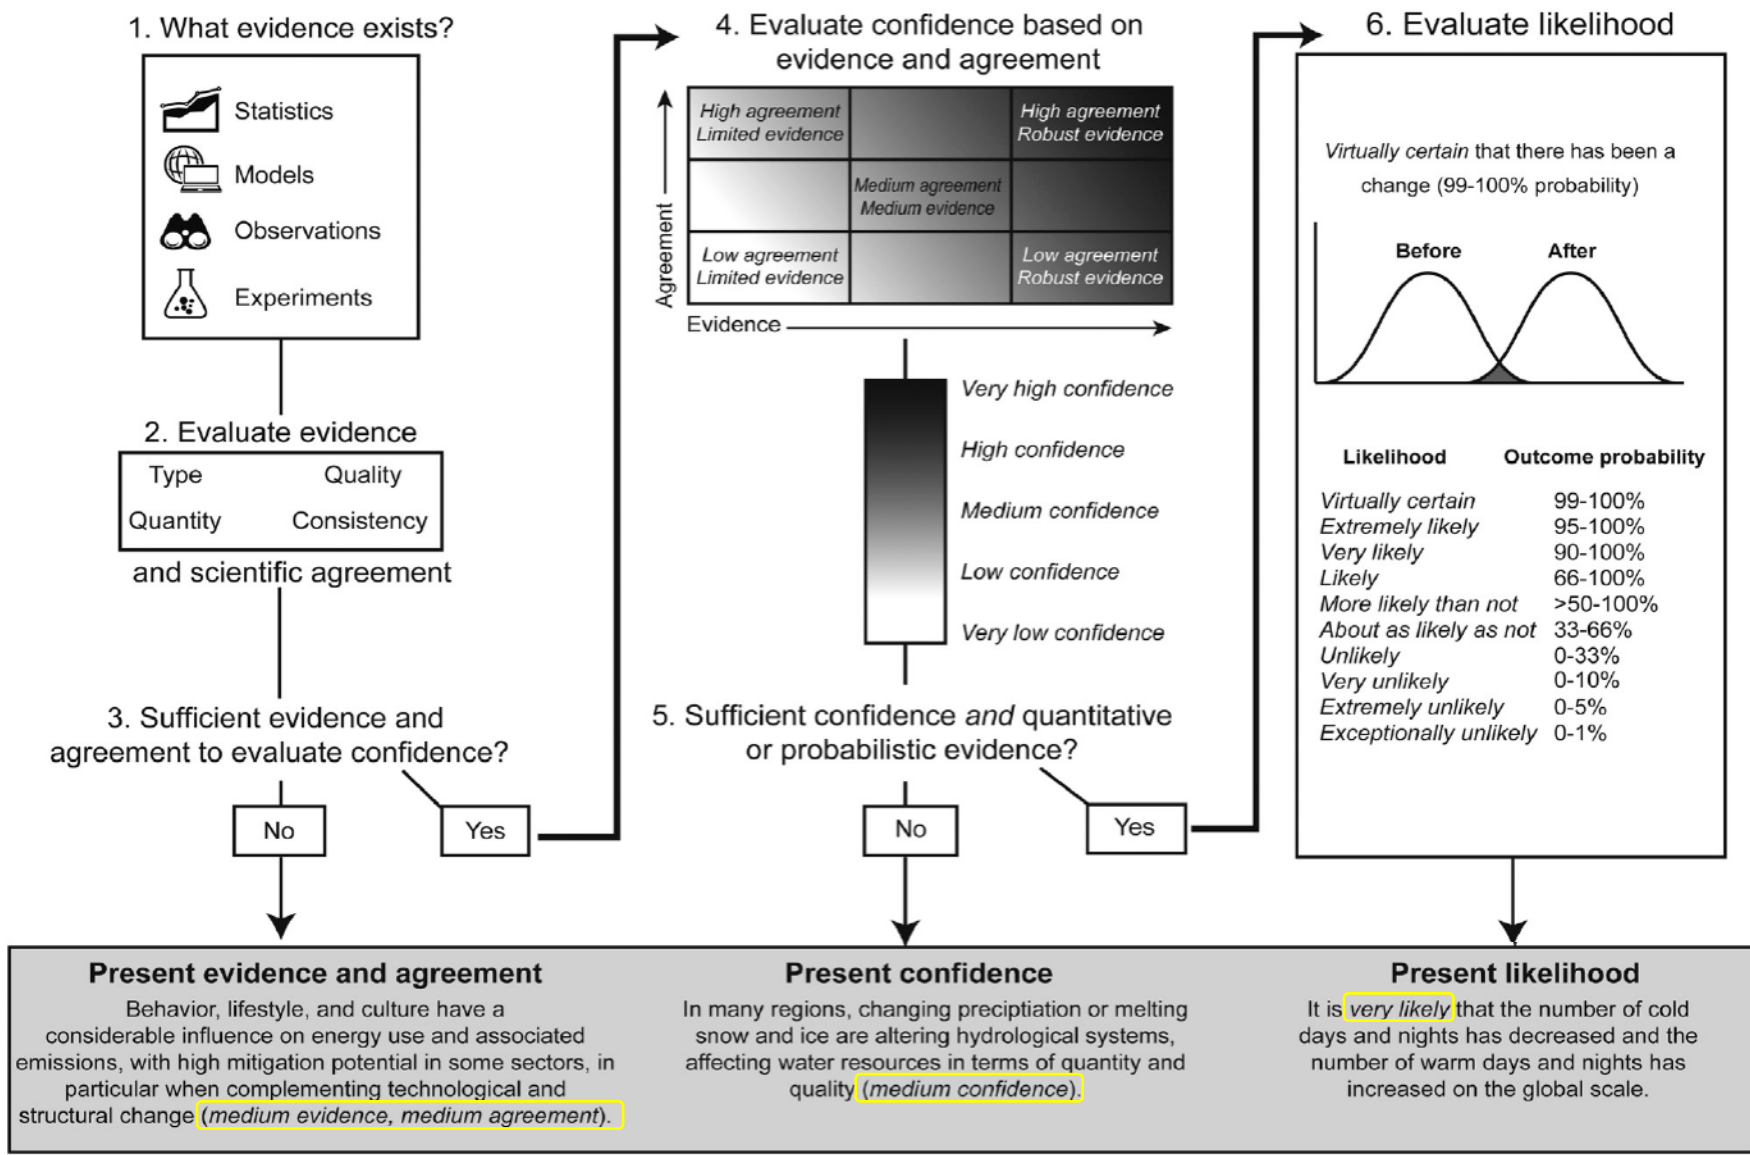 1. What evidence exists?
Statistics
Models
Observations
Experiments
2. Evaluate evidence
Type Quality
Quantity Consistency
and scientific agreement
3. Sufficient evidence and
agreement to evaluate confidence?
No
Yes
4. Evaluate confidence based on
evidence and agreement
Agreement
High agreement
Limited evidence
High agreement
Robust evidence
Medium agreement
Medium evidence
Low agreement
Limited evidence
Low agreement
Robust evidence
Evidence
Very high confidence
High confidence
Medium confidence
Low confidence
Very low confidence
5. Sufficient confidence and quantitative
or probabilistic evidence?
No
Yes
6. Evaluate likelihood
Virtually certain that there has been a
change (99-100% probability)
Before After
Likelihood Outcome probability
Virtually certain 99-100%
Extremely likely 95-100%
Very likely 90-100%
Likely 66-100%
More likely than not >50-100%
About as likely as not 33-66%
Unlikely 0-33%
Very unlikely 0-10%
Extremely unlikely 0-5%
Exceptionally unlikely 0-1%
Present evidence and agreement
Behavior, lifestyle, and culture have a
considerable influence on energy use and associated
emissions, with high mitigation potential in some sectors, in
particular when complementing technological and
structural change (medium evidence, medium agreement).
Present confidence
In many regions, changing preciptiation or melting
snow and ice are altering hydrological systems,
affecting water resources in terms of quantity and
quality (medium confidence).
Present likelihood
It is very likely that the number of cold
days and nights has decreased and the
number of warm days and nights has
increased on the global scale.